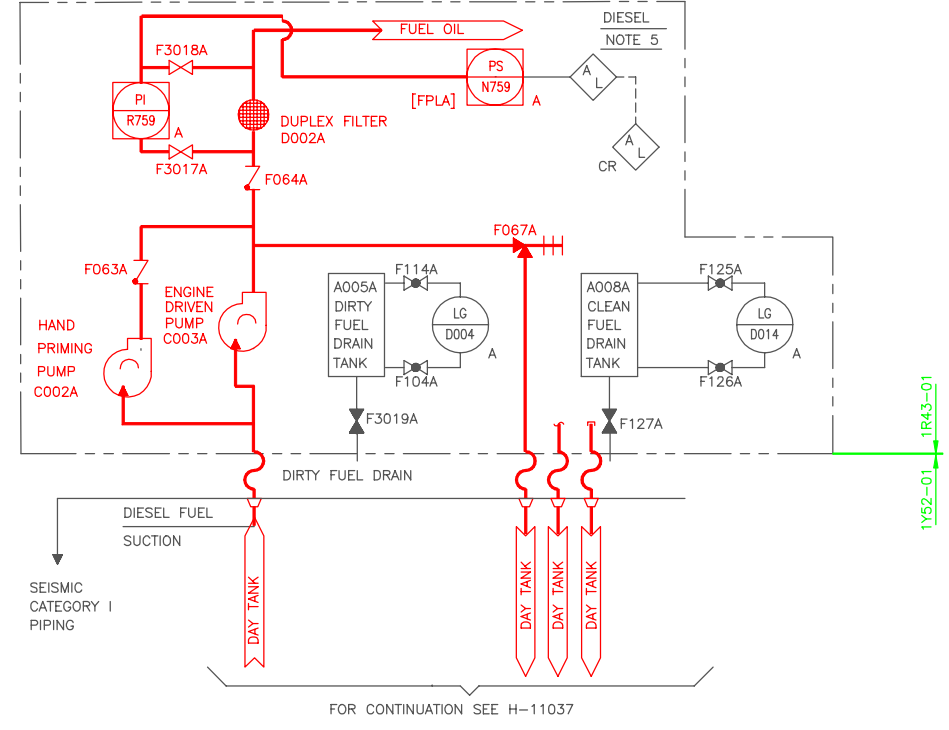 DIESEL
NOTE 5
FUEL OIL
F3018A
PS
N759
A
L
[FPLA]
A
PI
R759
A
DUPLEX FILTER
D002A
A
L
CR
F3017A
F064A
F067A
F063A
ENGINE
DRIVEN
PUMP
C003A
HAND
PRIMING
PUMP
C002A
A005A
DIRTY
FUEL
DRAIN
TANK
F114A
LG
D004
A
F104A
F3019A
A008A
CLEAN
FUEL
DRAIN
TANK
F125A
LG
D014
A
F126A
F127A
1R43-01
1Y52-01
DIRTY FUEL DRAIN
DIESEL FUEL
SUCTION
SEISMIC
CATEGORY I
PIPING
DAY TANK
DAY TANK
DAY TANK
DAY TANK
FOR CONTINUATION SEE H-11037